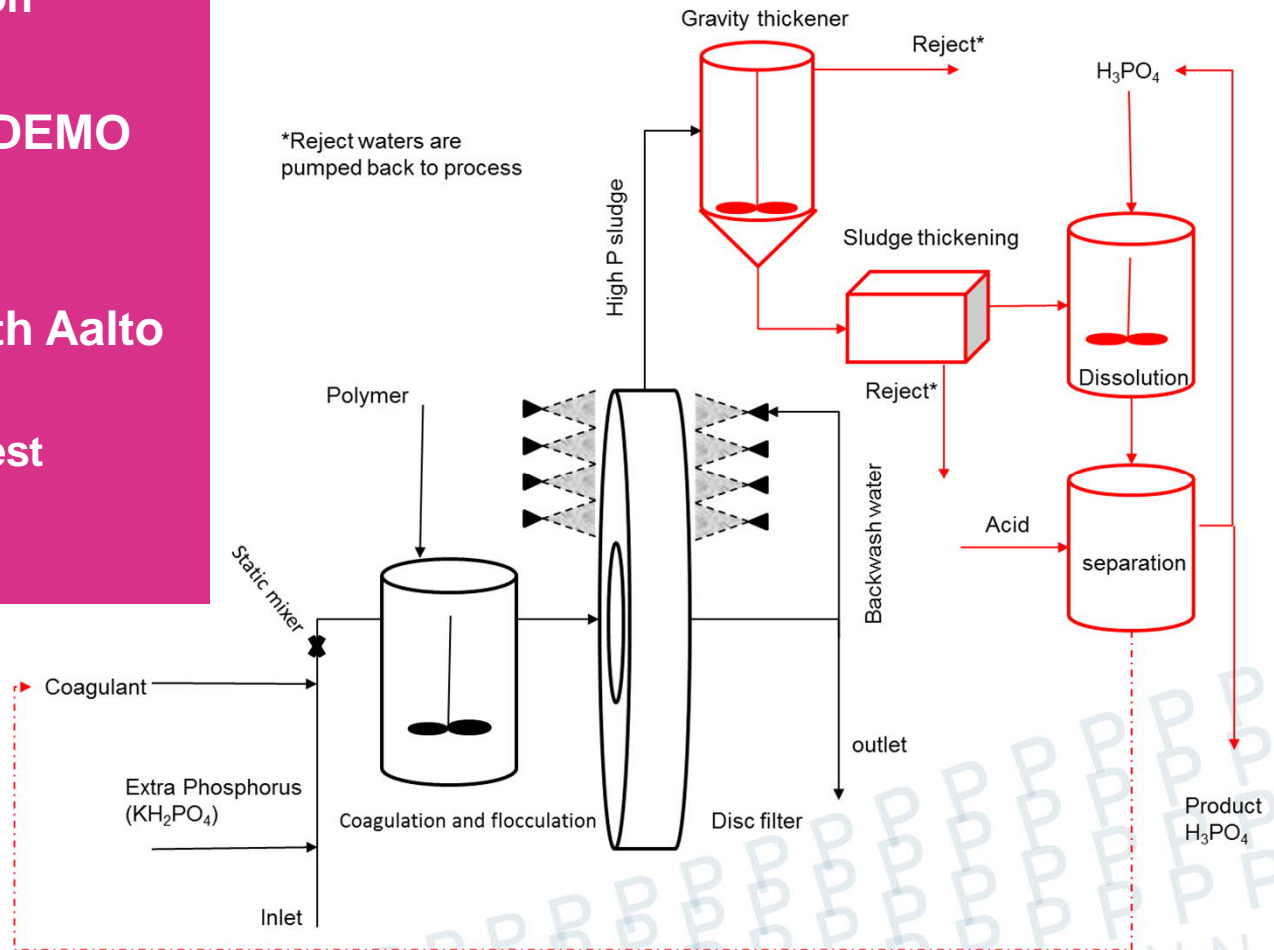 on
DEMO
th Aalto
est
Gravity thickener
Reject*
H₃PO₄
*Reject waters are
pumped back to process
High P sludge
Sludge thickening
Dissolution
Reject*
Polymer
Backwash water
Acid
separation
Static mixer
Coagulant
outlet
Extra Phosphorus
(KH₂PO₄)
Coagulation and flocculation
Disc filter
Product
H₃PO₄
Inlet
P P
P P P P
P P P P P
P P P P P P
P P P P P P P P P